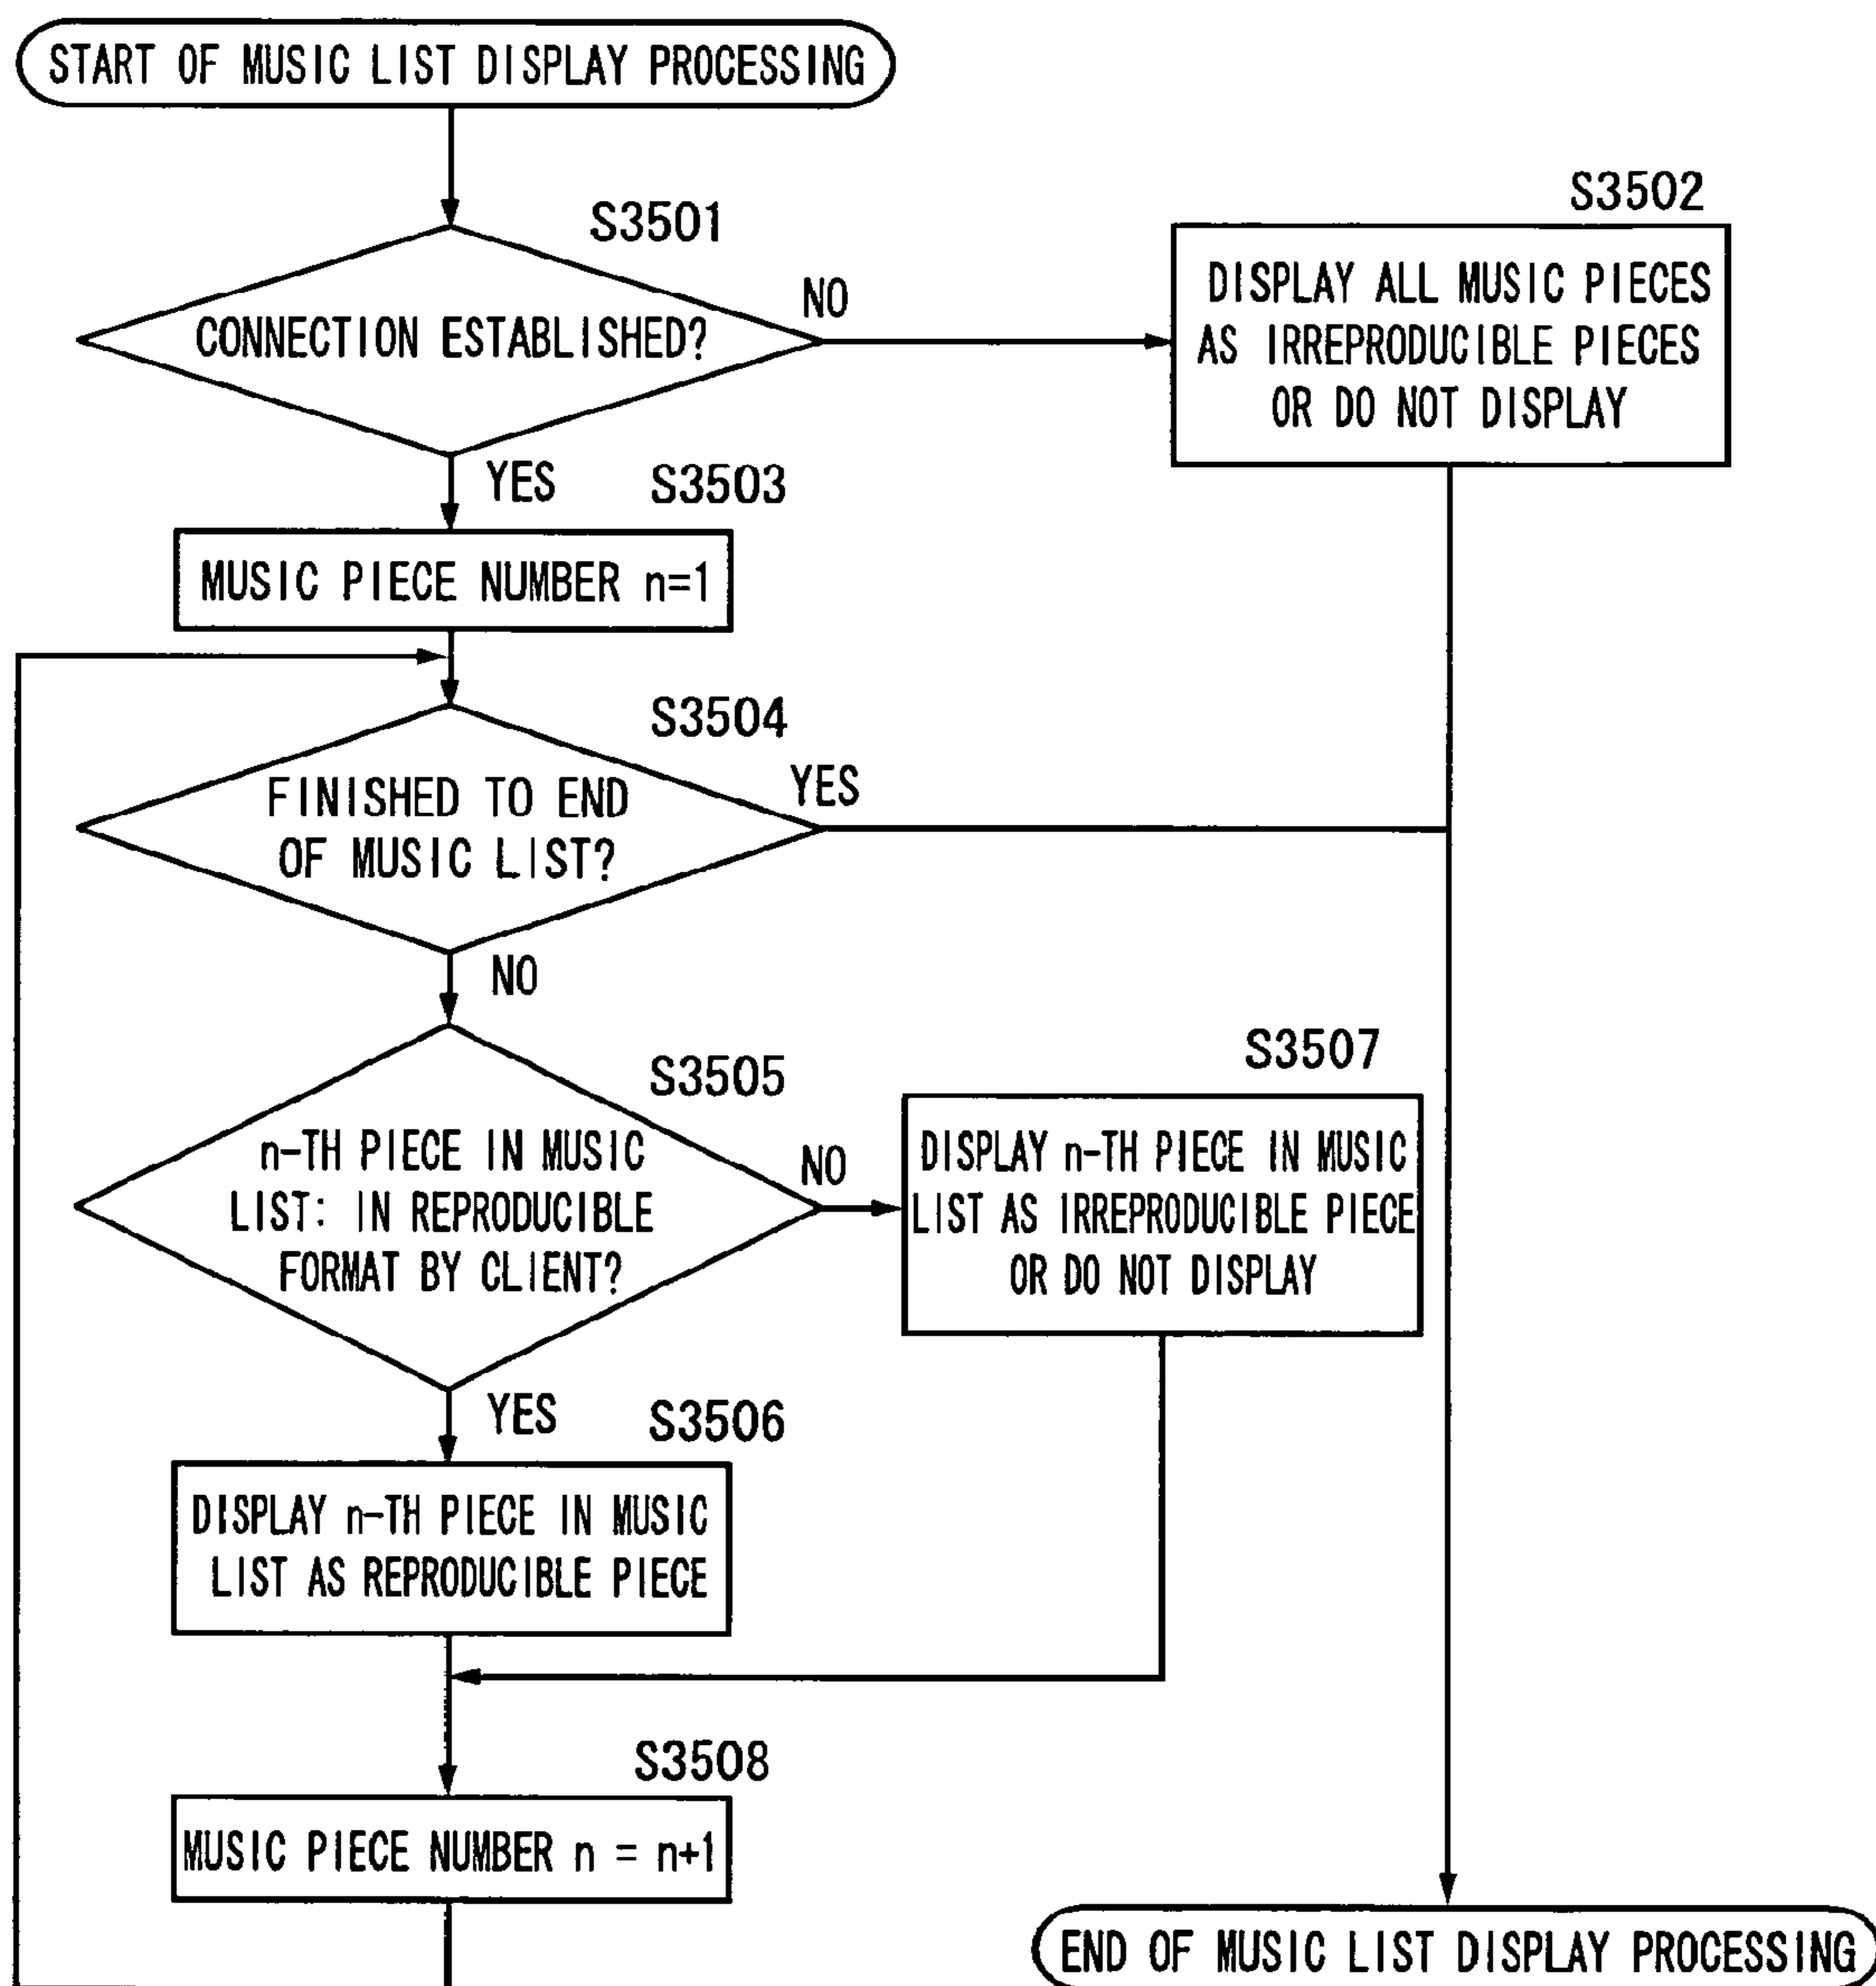 START OF MUSIC LIST DISPLAY PROCESSING
S3501
CONNECTION ESTABLISHED?
NO
S3502
DISPLAY ALL MUSIC PIECES
AS IRREPRODUCIBLE PIECES
OR DO NOT DISPLAY
YES
S3503
MUSIC PIECE NUMBER n=1
S3504
FINISHED TO END
OF MUSIC LIST?
YES
NO
S3505
n-TH PIECE IN MUSIC
LIST: IN REPRODUCIBLE
FORMAT BY CLIENT?
NO
S3507
DISPLAY n-TH PIECE IN MUSIC
LIST AS IRREPRODUCIBLE PIECE
OR DO NOT DISPLAY
YES
S3506
DISPLAY n-TH PIECE IN MUSIC
LIST AS REPRODUCIBLE PIECE
S3508
MUSIC PIECE NUMBER n = n+1
END OF MUSIC LIST DISPLAY PROCESSING